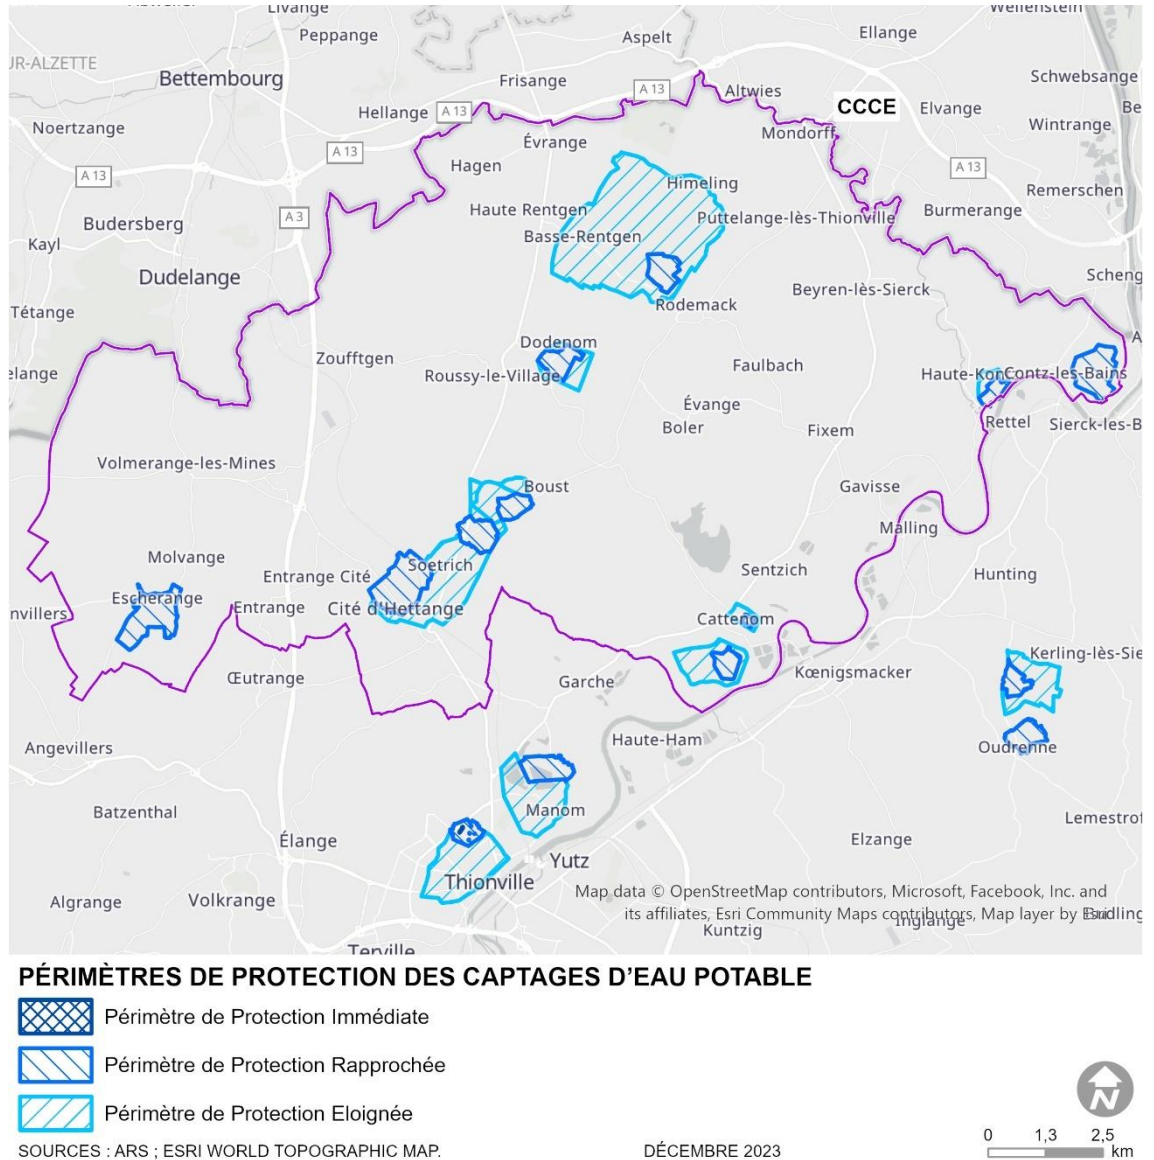 Livange
Wellenstein
Peppange
Aspelt
Ellange
UR-ALZETTE
Bettembourg
Frisange
A 13
Altwies
Schwebsange
Hellange
A 13
CCCE
Elvange
Be
Noertzange
Évrange
Mondorff
Wintrange
A 13
A 13
Hagen
A 13
Himeling
Remerschen
Budersberg
A 3
Haute Rentgen
Puttelange-lès-Thionville
Burmerange
Kayl
Basse-Rentgen
Dudelange
Scheng
Beyren-lès-Sierck
Tétange
Rodemack
Dodenom
A
Zoufftgen
Faulbach
elange
Roussy-le-Village
Haute-Kon
Contz-les-Bains
Évange
Boler
Fixem
Rettel
Sierck-les-B
Volmerange-les-Mines
Boust
Gavisse
Malling
Molvange
Soetrich
Sentzich
Hunting
Entrange Cité
Escherange
nvillers
Entrange
Cité d'Hettange
Cattenom
Kerling-lès-Sie
Œutrange
Garche
Kœnigsmacker
Angevillers
Haute-Ham
Oudrenne
Batzenthal
Manom
Lemestrof
Élange
Elzange
Yutz
Thionville
Algrange
Volkrange
Map data © OpenStreetMap contributors, Microsoft, Facebook, Inc. and
its affiliates, Esri Community Maps contributors, Map layer by Esri
Inglange
Kuntzig
Terville
PÉRIMÈTRES DE PROTECTION DES CAPTAGES D'EAU POTABLE
Périmètre de Protection Immédiate
Périmètre de Protection Rapprochée
Périmètre de Protection Eloignée
N
0 1,3 2,5
km
SOURCES : ARS ; ESRI WORLD TOPOGRAPHIC MAP.
DÉCEMBRE 2023